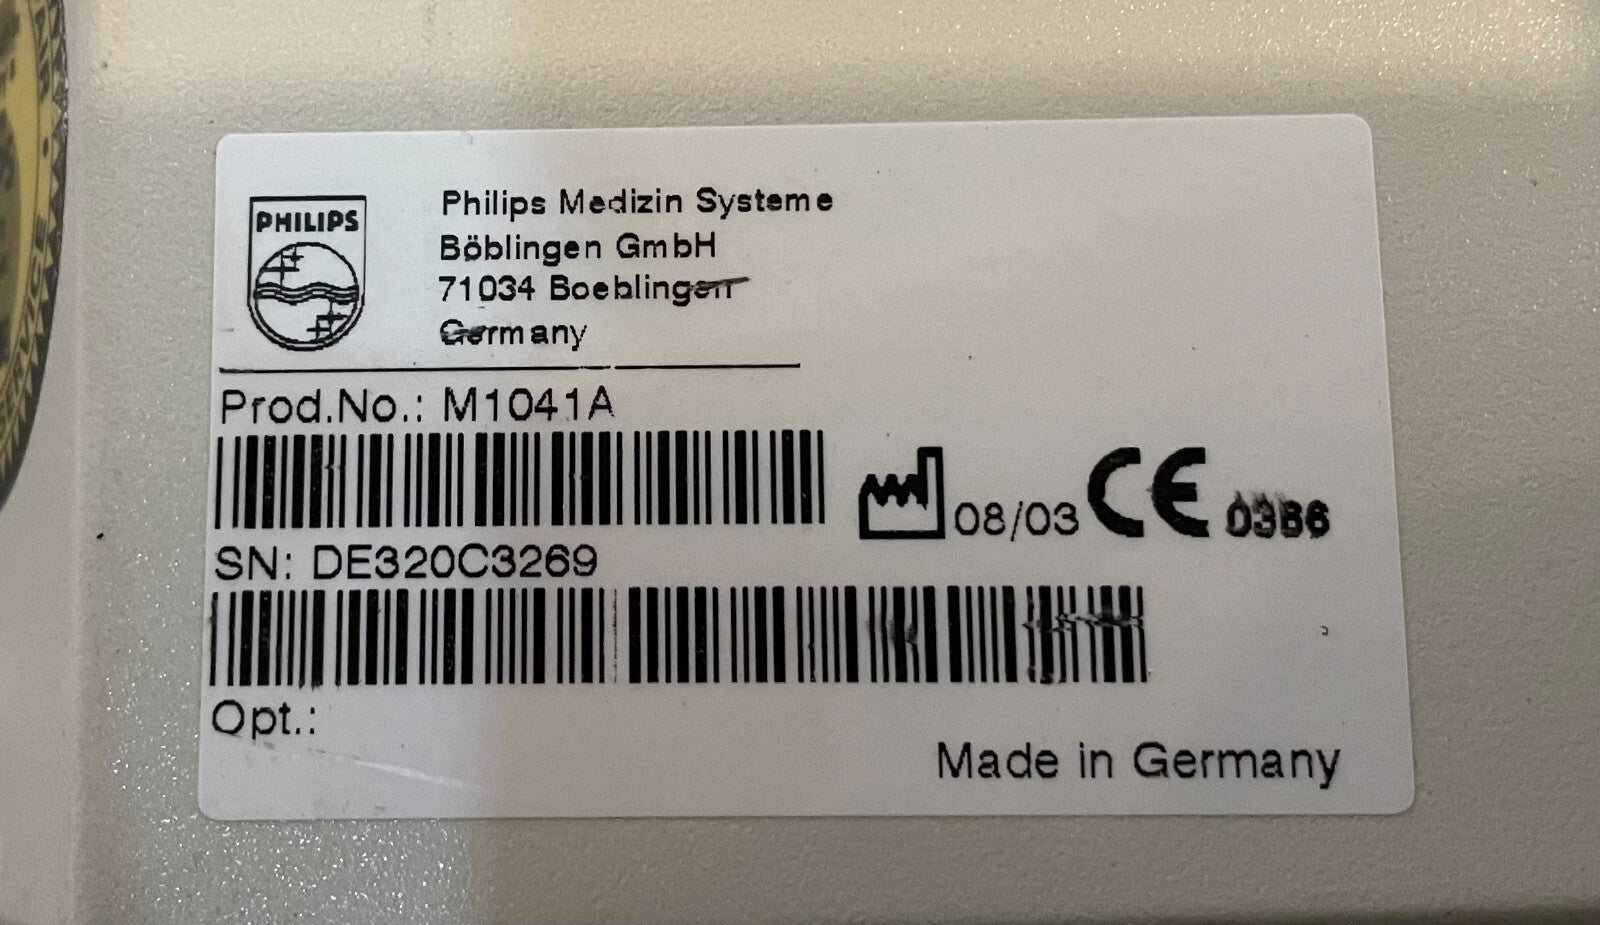 PHILIPS
Philips Medizin Systeme
Böblingen GmbH
71034 Boeblingen
Germany
Prod.No.: M1041A
08/03 CE
SN: DE320C3269
Opt.:
Made in Germany